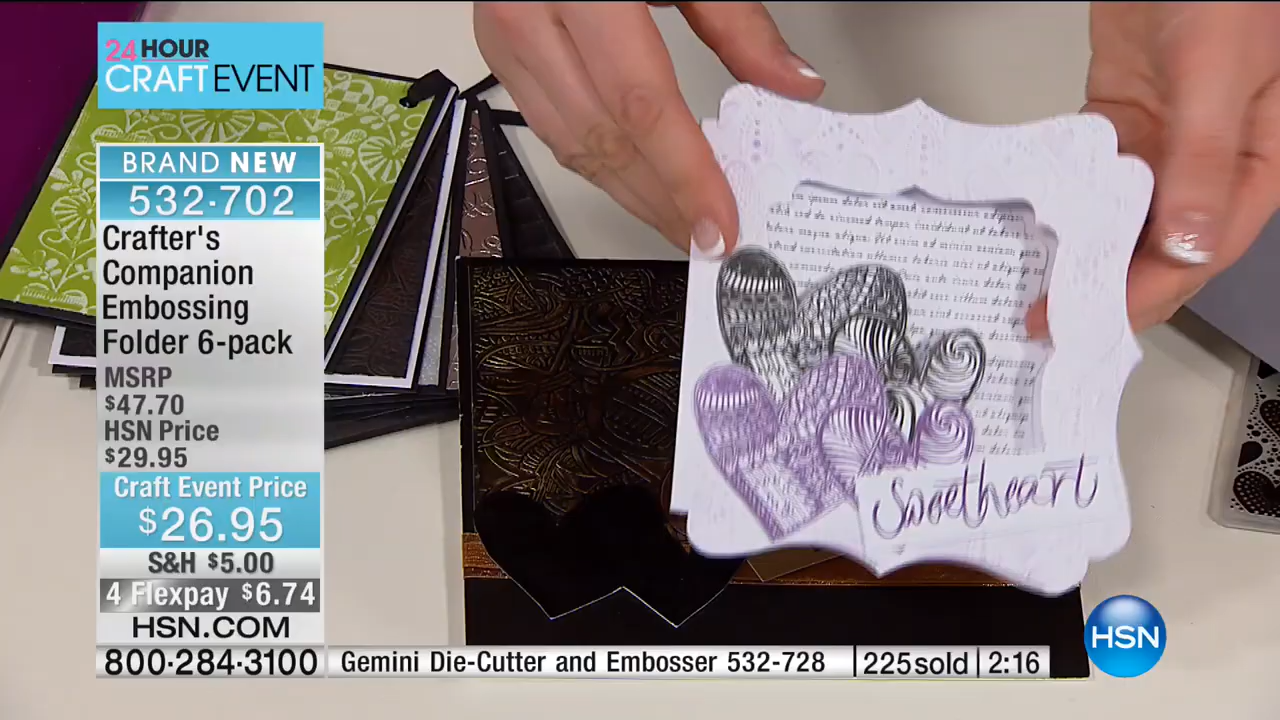 24 HOUR
CRAFT EVENT
BRAND NEW
532-702
Crafter's
Companion
Embossing
Folder 6-pack
MSRP
$47.70
HSN Price
$29.95
Craft Event Price
$26.95
S&H $5.00
4 Flexpay $6.74
HSN.COM
800-284-3100
Gemini Die-Cutter and Embosser 532-728
225 sold
2:16
HSN
Sweetheart